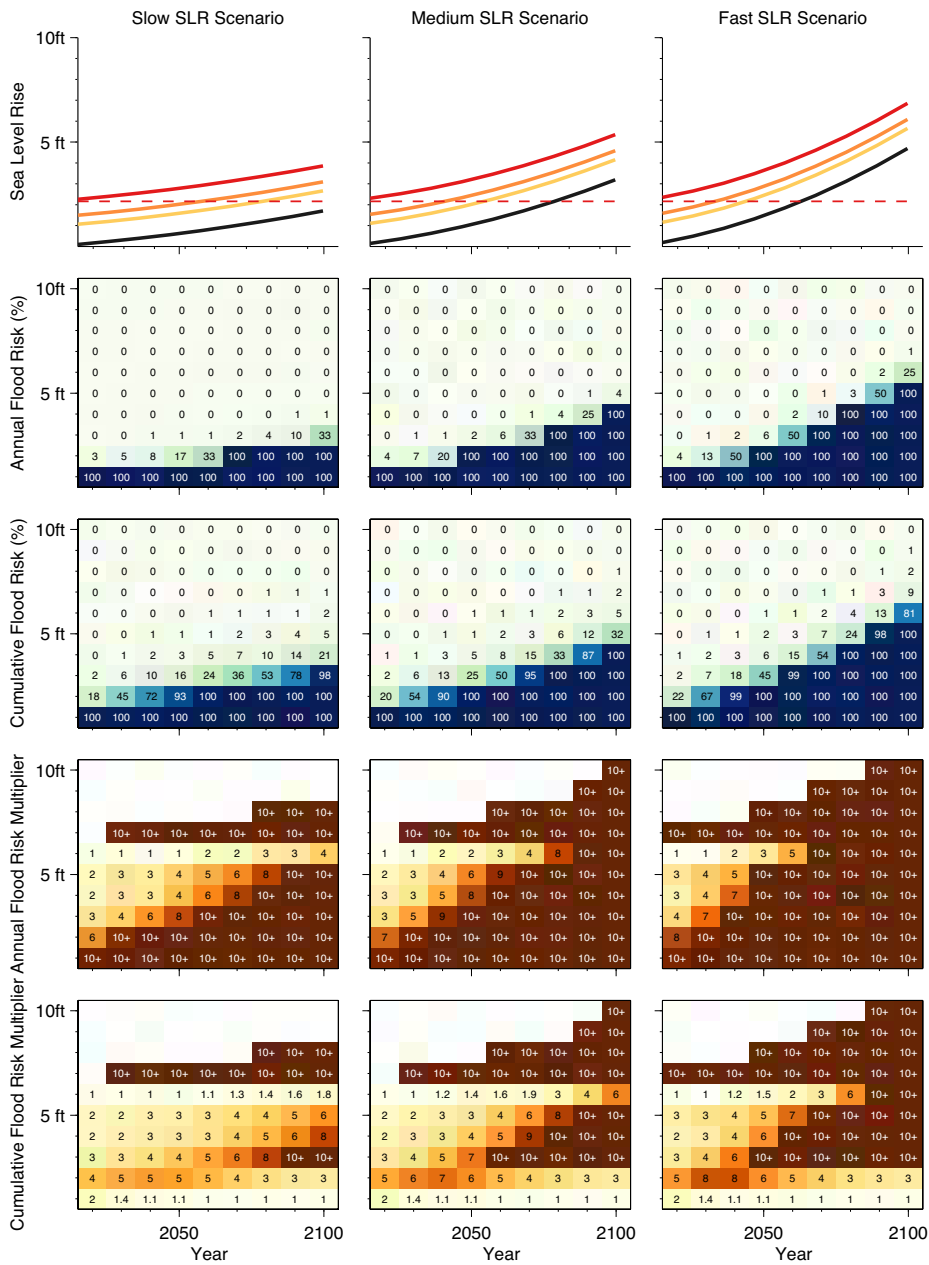 Slow SLR Scenario
Medium SLR Scenario
Fast SLR Scenario
Sea Level Rise
10ft
5 ft
Annual Flood Risk (%)
10ft 0 0 0 0 0 0 0 0 0 0 0 0 0 0 0 0 0 0 0 0 0 0 0 0 0 0 0
0 0 0 0 0 0 0 0 0 0 0 0 0 0 0 0 0 0 0 0 0 0 0 0 0 0 0
0 0 0 0 0 0 0 0 0 0 0 0 0 0 0 0 0 0 0 0 0 0 0 0 0 0 0
0 0 0 0 0 0 0 0 0 0 0 0 0 0 0 0 0 0 0 0 0 0 0 0 0 0 1
0 0 0 0 0 0 0 0 0 0 0 0 0 0 0 0 0 0 0 0 0 0 0 0 0 2 25
5 ft 0 0 0 0 0 0 0 0 0 0 0 0 0 0 0 0 1 4 0 0 0 0 0 1 3 50 100
0 0 0 0 0 0 0 1 1 0 0 0 0 0 1 4 25 100 0 0 0 0 2 10 100 100 100
0 0 1 1 1 2 4 10 33 0 1 1 2 6 33 100 100 100 0 1 2 6 50 100 100 100 100
3 5 8 17 33 100 100 100 100 4 7 20 100 100 100 100 100 100 4 13 50 100 100 100 100 100 100
100 100 100 100 100 100 100 100 100 100 100 100 100 100 100 100 100 100 100 100 100 100 100 100 100 100 100
Cumulative Flood Risk (%)
10ft 0 0 0 0 0 0 0 0 0 0 0 0 0 0 0 0 0 0 0 0 0 0 0 0 0 0 0
0 0 0 0 0 0 0 0 0 0 0 0 0 0 0 0 0 0 0 0 0 0 0 0 0 0 1
0 0 0 0 0 0 0 0 0 0 0 0 0 0 0 0 0 1 0 0 0 0 0 0 0 1 2
0 0 0 0 0 0 1 1 1 0 0 0 0 0 0 1 1 2 0 0 0 0 0 1 1 3 9
0 0 0 0 1 1 1 1 2 0 0 0 1 1 2 2 3 5 0 0 0 1 1 2 4 13 81
5 ft 0 0 1 1 1 2 3 4 5 0 0 1 1 2 3 6 12 32 0 1 1 2 3 7 24 98 100
0 1 2 3 5 7 10 14 21 0 1 3 5 8 15 33 87 100 1 2 3 6 15 54 100 100 100
2 6 10 16 24 36 53 78 98 2 6 13 25 50 95 100 100 100 2 7 18 45 99 100 100 100 100
18 45 72 93 100 100 100 100 100 20 54 90 100 100 100 100 100 100 22 67 99 100 100 100 100 100 100
100 100 100 100 100 100 100 100 100 100 100 100 100 100 100 100 100 100 100 100 100 100 100 100 100 100 100
Annual Flood Risk Multiplier
10ft 10+ 10+ 10+
10+ 10+ 10+ 10+ 10+ 10+
10+ 10+ 10+ 10+ 10+ 10+ 10+ 10+ 10+ 10+ 10+ 10+ 10+ 10+
10+ 10+ 10+ 10+ 10+ 10+ 10+ 10+ 10+ 10+ 10+ 10+ 10+ 10+ 10+ 10+ 10+ 10+ 10+ 10+ 10+ 10+ 10+ 10+ 10+
1 1 1 1 2 2 3 3 4 1 1 2 2 3 4 8 10+ 10+ 1 1 2 3 5 10+ 10+ 10+ 10+
5 ft 2 3 3 4 5 6 8 10+ 10+ 2 3 4 6 9 10+ 10+ 10+ 10+ 3 4 5 10+ 10+ 10+ 10+ 10+ 10+
2 3 3 4 6 8 10+ 10+ 10+ 3 4 5 8 10+ 10+ 10+ 10+ 10+ 3 4 7 10+ 10+ 10+ 10+ 10+ 10+
3 4 6 8 10+ 10+ 10+ 10+ 10+ 3 5 9 10+ 10+ 10+ 10+ 10+ 10+ 4 7 10+ 10+ 10+ 10+ 10+ 10+ 10+
6 10+ 10+ 10+ 10+ 10+ 10+ 10+ 10+ 7 10+ 10+ 10+ 10+ 10+ 10+ 10+ 10+ 8 10+ 10+ 10+ 10+ 10+ 10+ 10+ 10+
10+ 10+ 10+ 10+ 10+ 10+ 10+ 10+ 10+ 10+ 10+ 10+ 10+ 10+ 10+ 10+ 10+ 10+ 10+ 10+ 10+ 10+ 10+ 10+ 10+ 10+ 10+
Cumulative Flood Risk Multiplier
10ft 10+ 10+ 10+
10+ 10+ 10+ 10+ 10+
10+ 10+ 10+ 10+ 10+ 10+ 10+ 10+ 10+ 10+ 10+ 10+ 10+ 10+
10+ 10+ 10+ 10+ 10+ 10+ 10+ 10+ 10+ 10+ 10+ 10+ 10+ 10+ 10+ 10+ 10+ 10+ 10+ 10+ 10+ 10+ 10+ 10+ 10+
1 1 1 1 1.1 1.3 1.4 1.6 1.8 1 1 1.2 1.4 1.6 1.9 3 4 6 1 1 1.2 1.5 2 3 6 10+ 10+
5 ft 2 2 3 3 3 4 4 5 6 2 3 3 4 5 6 8 10+ 10+ 3 3 4 5 7 10+ 10+ 10+ 10+
2 2 3 3 3 4 5 6 8 2 3 3 4 6 9 10+ 10+ 10+ 2 3 4 6 10+ 10+ 10+ 10+ 10+
3 3 4 4 5 6 8 10+ 10+ 3 4 5 7 10+ 10+ 10+ 10+ 10+ 3 4 6 10+ 10+ 10+ 10+ 10+ 10+
4 5 5 5 5 4 3 3 3 5 6 7 6 5 4 3 3 3 5 8 8 6 5 4 3 3 3
2 1.4 1.1 1.1 1 1 1 1 1 2 1.4 1.1 1.1 1 1 1 1 1 2 1.4 1.1 1.1 1 1 1 1 1
2050 2100 2050 2100 2050 2100
Year Year Year